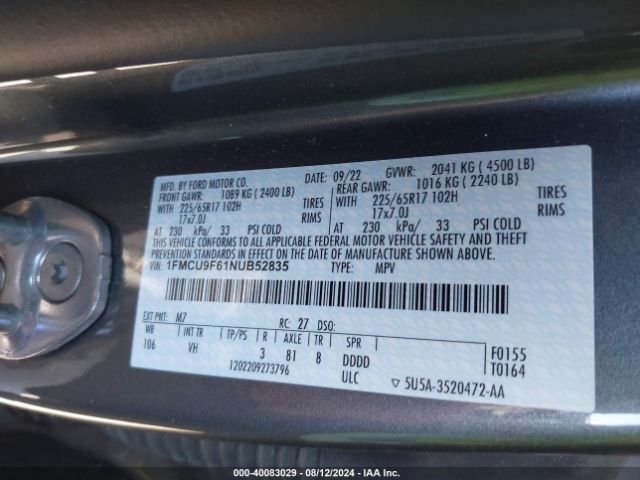 MFD. BY FORD MOTOR CO. DATE: 09/22 GVWR: 2041 KG ( 4500 LB)
FRONT GAWR: 1089 KG ( 2400 LB) REAR GAWR: 1016 KG ( 2240 LB)
WITH 225/65R17 102H TIRES WITH 225/65R17 102H TIRES
17x7.0J RIMS 17x7.0J RIMS
AT 230 kPa/ 33 PSI COLD AT 230 kPa/ 33 PSI COLD
THIS VEHICLE CONFORMS TO ALL APPLICABLE FEDERAL MOTOR VEHICLE SAFETY AND THEFT
PREVENTION STANDARDS IN EFFECT ON THE DATE OF MANUFACTURE SHOWN ABOVE.
VIN: 1FMCU9F61NUB52835 TYPE: MPV
EXT PNT: M7 RC: 27 DSO:
WB INT TR TP/PS R AXLE TR SPR F0155
106 VH 3 81 8 DDDD T0164
1202209273796 ULC ▽ 5USA-3520472-AA
000-40083029 - 08/12/2024 - IAA Inc.